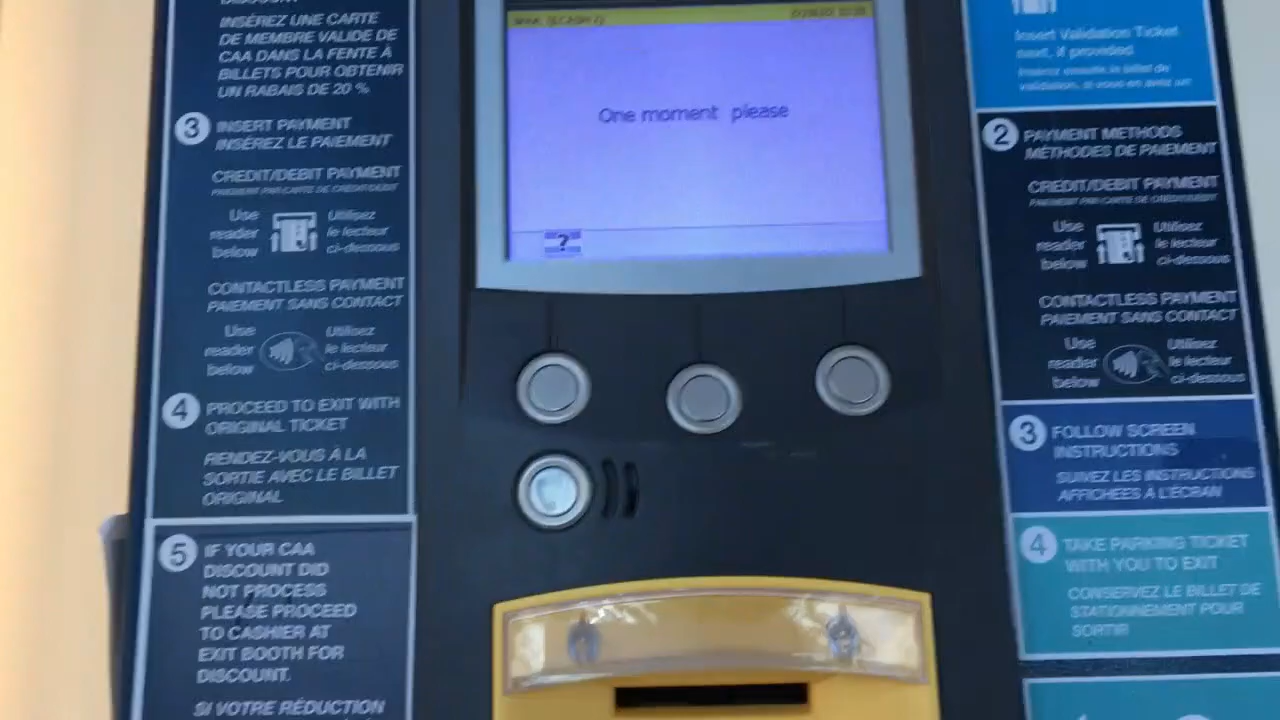 DISCOUNT
INSÉREZ UNE CARTE
DE MEMBRE VALIDE DE
CAA DANS LA FENTE À
BILLETS POUR OBTENIR
UN RABAIS DE 20 %
3 INSERT PAYMENT
INSÉREZ LE PAIEMENT
CREDIT/DEBIT PAYMENT
PAIEMENT PAR CARTE DE CRÉDIT/DÉBIT
Use
reader
below
Utilisez
le lecteur
ci-dessous
CONTACTLESS PAYMENT
PAIEMENT SANS CONTACT
Use
reader
below
Utilisez
le lecteur
ci-dessous
4 PROCEED TO EXIT WITH
ORIGINAL TICKET
RENDEZ-VOUS À LA
SORTIE AVEC LE BILLET
ORIGINAL
5 IF YOUR CAA
DISCOUNT DID
NOT PROCESS
PLEASE PROCEED
TO CASHIER AT
EXIT BOOTH FOR
DISCOUNT.
SI VOTRE RÉDUCTION
One moment please
?
Insert Validation Ticket
next, if provided
Insérez ensuite le billet de
validation, si vous en avez un
2 PAYMENT METHODS
MÉTHODES DE PAIEMENT
CREDIT/DEBIT PAYMENT
PAIEMENT PAR CARTE DE CRÉDIT/DÉBIT
Use
reader
below
Utilisez
le lecteur
ci-dessous
CONTACTLESS PAYMENT
PAIEMENT SANS CONTACT
Use
reader
below
Utilisez
le lecteur
ci-dessous
3 FOLLOW SCREEN
INSTRUCTIONS
SUIVEZ LES INSTRUCTIONS
AFFICHÉES À L'ÉCRAN
4 TAKE PARKING TICKET
WITH YOU TO EXIT
CONSERVEZ LE BILLET DE
STATIONNEMENT POUR
SORTIR